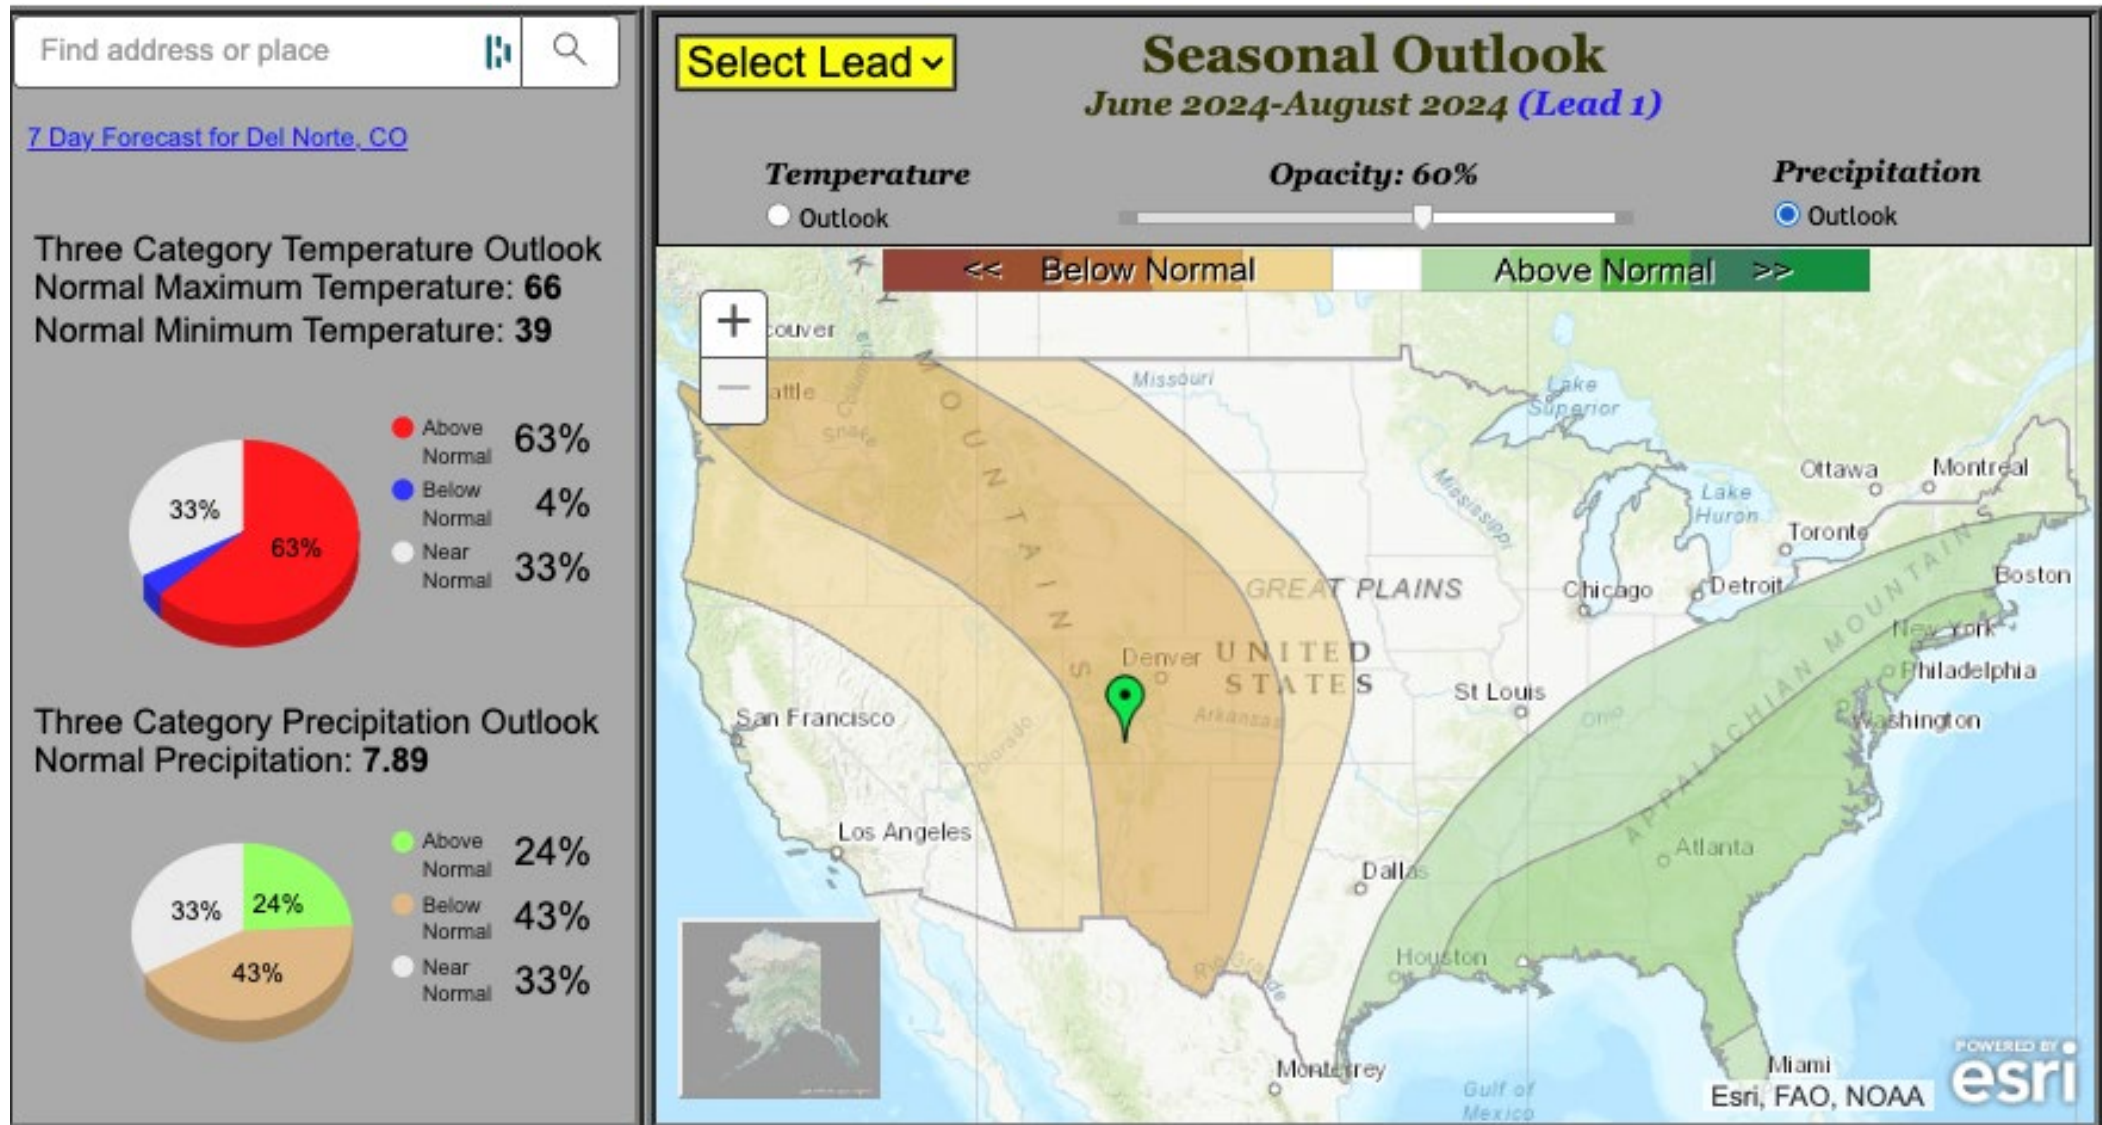 Find address or place
7 Day Forecast for Del Norte, CO
Three Category Temperature Outlook
Normal Maximum Temperature: 66
Normal Minimum Temperature: 39
33%
63%
Above Normal 63%
Below Normal 4%
Near Normal 33%
Three Category Precipitation Outlook
Normal Precipitation: 7.89
33%
24%
43%
Above Normal 24%
Below Normal 43%
Near Normal 33%
Select Lead
Seasonal Outlook
June 2024-August 2024 (Lead 1)
Temperature
Outlook
Opacity: 60%
Precipitation
Outlook
<< Below Normal
Above Normal >>
+
−
couver
attle
Columbia
Snake
MOUNTAINS
Missouri
Lake
Superior
Mississippi
Ottawa
Montreal
Lake
Huron
Toronto
GREAT PLAINS
Chicago
Detroit
Boston
APPALACHIAN MOUNTAINS
New York
Philadelphia
Denver
UNITED
STATES
St Louis
Ohio
Washington
San Francisco
Colorado
Arkansas
Los Angeles
Dallas
Atlanta
Houston
Rio Grande
Monterrey
Gulf of
Mexico
Miami
Esri, FAO, NOAA
POWERED BY
esri